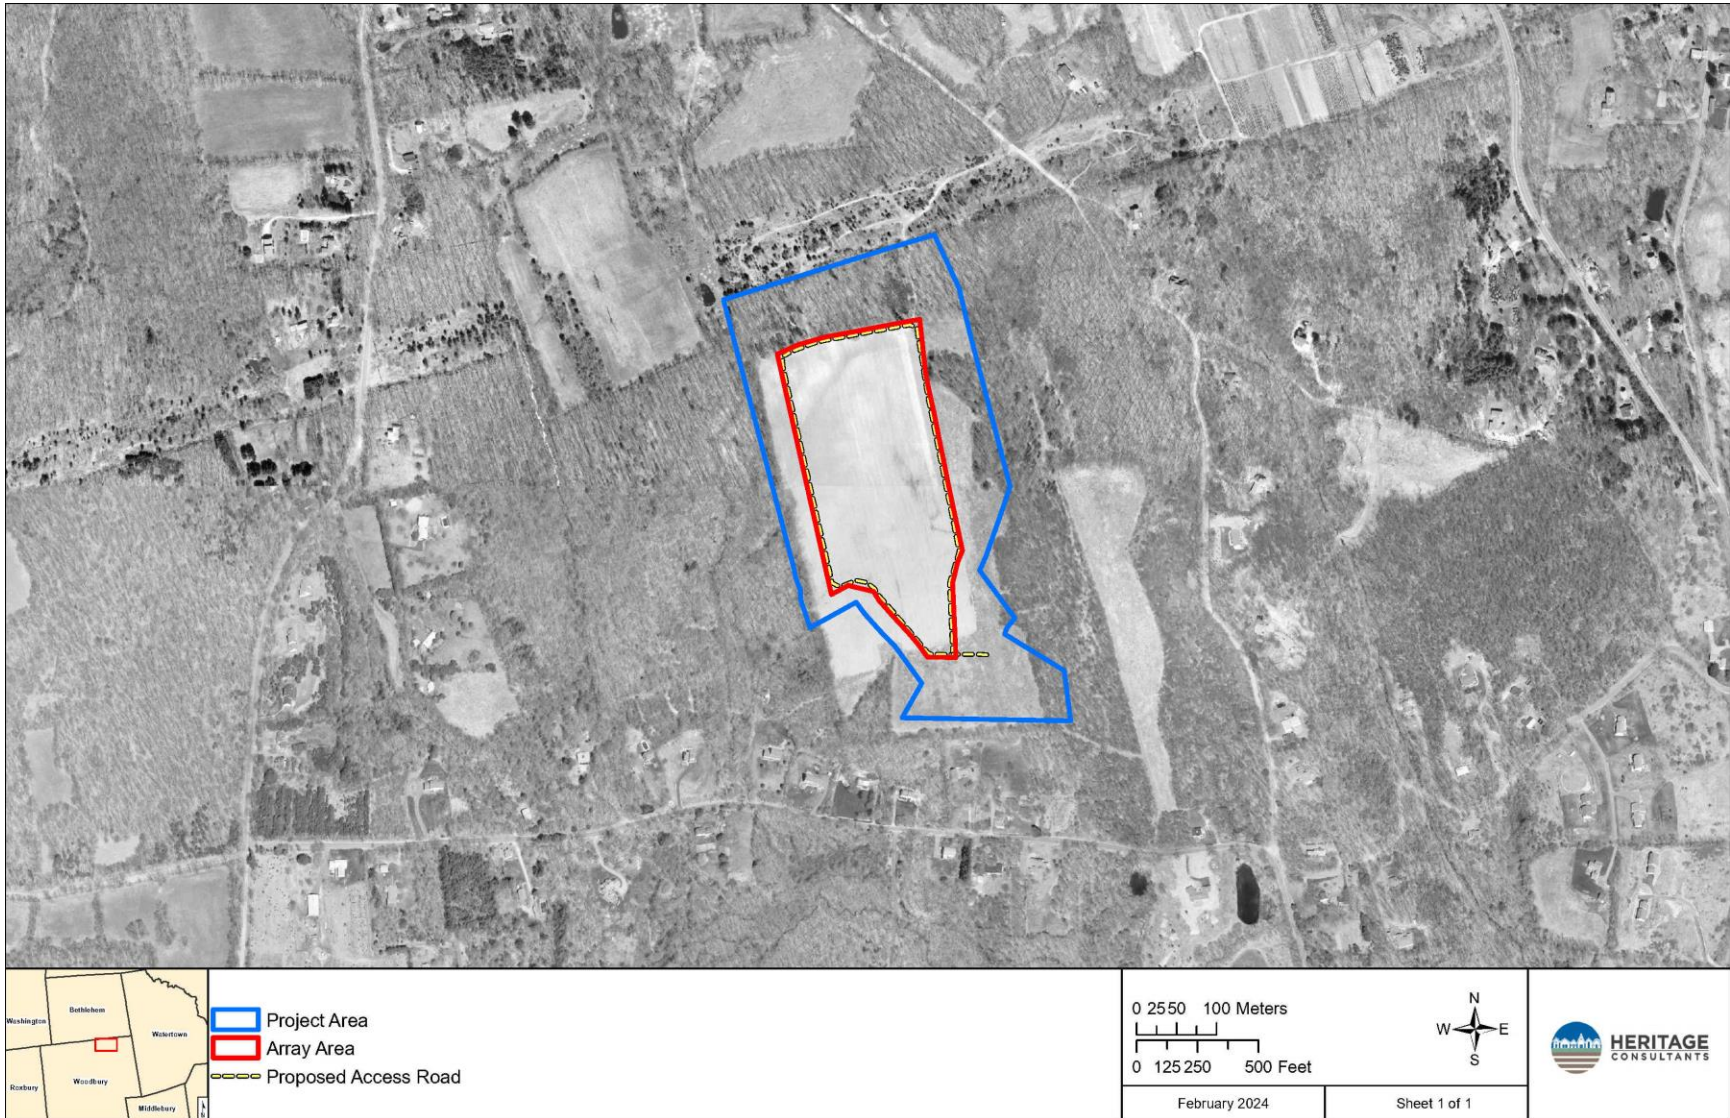 Washington
Bethlehem
Watertown
Roxbury
Woodbury
Middlebury
Project Area
Array Area
Proposed Access Road
0 25 50 100 Meters
0 125 250 500 Feet
N
W E
S
February 2024
Sheet 1 of 1
HERITAGE
CONSULTANTS